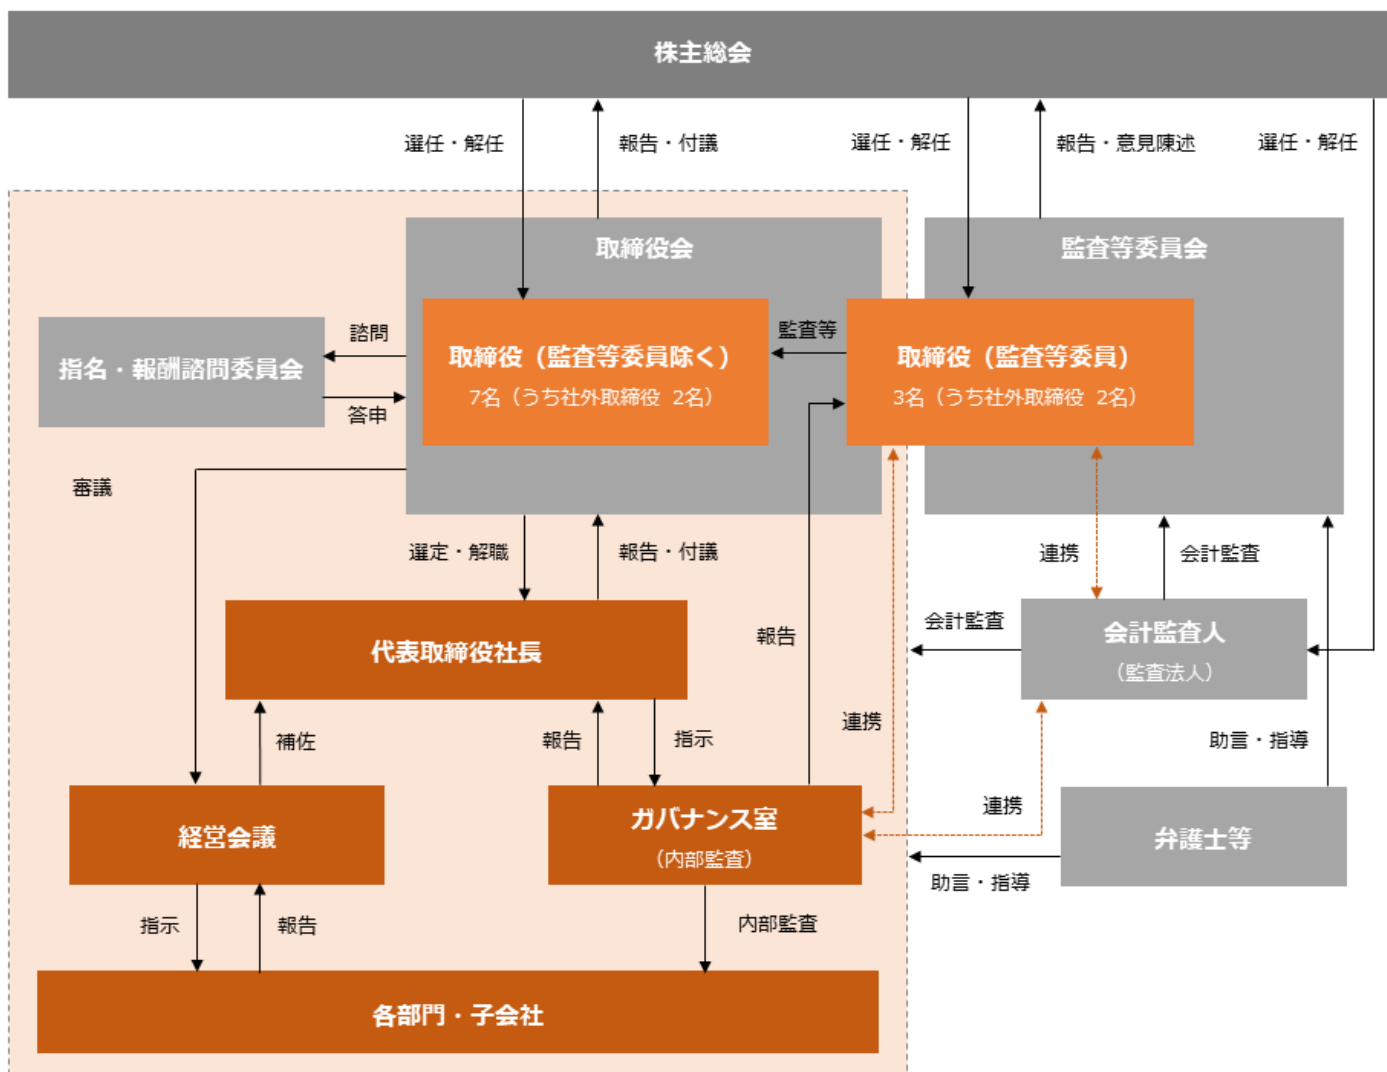 株主総会
選任・解任
報告・付議
選任・解任
報告・意見陳述
選任・解任
取締役会
監査等委員会
指名・報酬諮問委員会
諮問
答申
取締役（監査等委員除く）
7名（うち社外取締役 2名）
監査等
取締役（監査等委員）
3名（うち社外取締役 2名）
審議
選定・解職
報告・付議
連携
会計監査
代表取締役社長
報告
会計監査
会計監査人
（監査法人）
補佐
報告
指示
連携
助言・指導
経営会議
ガバナンス室
（内部監査）
連携
弁護士等
助言・指導
指示
報告
内部監査
各部門・子会社